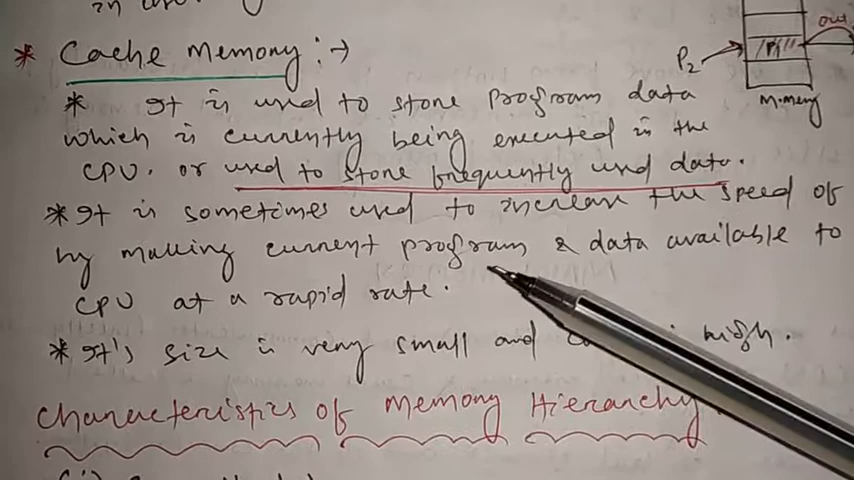 in
* Cache Memory :→
out
P₂
M.memory
* It is used to store program data
which is currently being executed in the
CPU. or used to store frequently used data.
* It is sometimes used to increase the speed of
by making current program & data available to
CPU at a rapid rate.
* It's size is very small and high.
Characteristics of Memory Hierarchy